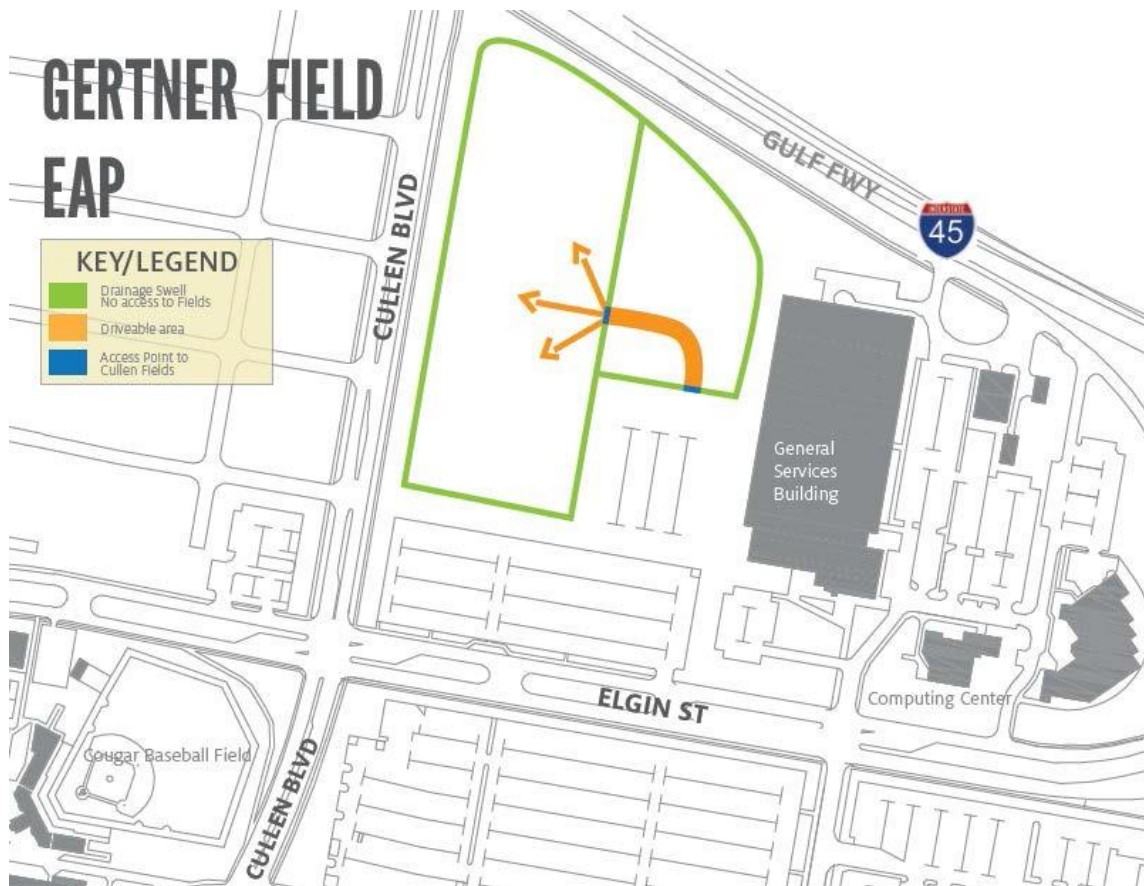 GERTNER FIELD
EAP
KEY/LEGEND
Drainage Swell
No access to Fields
Driveable area
Access Point to
Cullen Fields
CULLEN BLVD
GULF FWY
INTERSTATE
45
General
Services
Building
ELGIN ST
Computing Center
Cougar Baseball Field
CULLEN BLVD